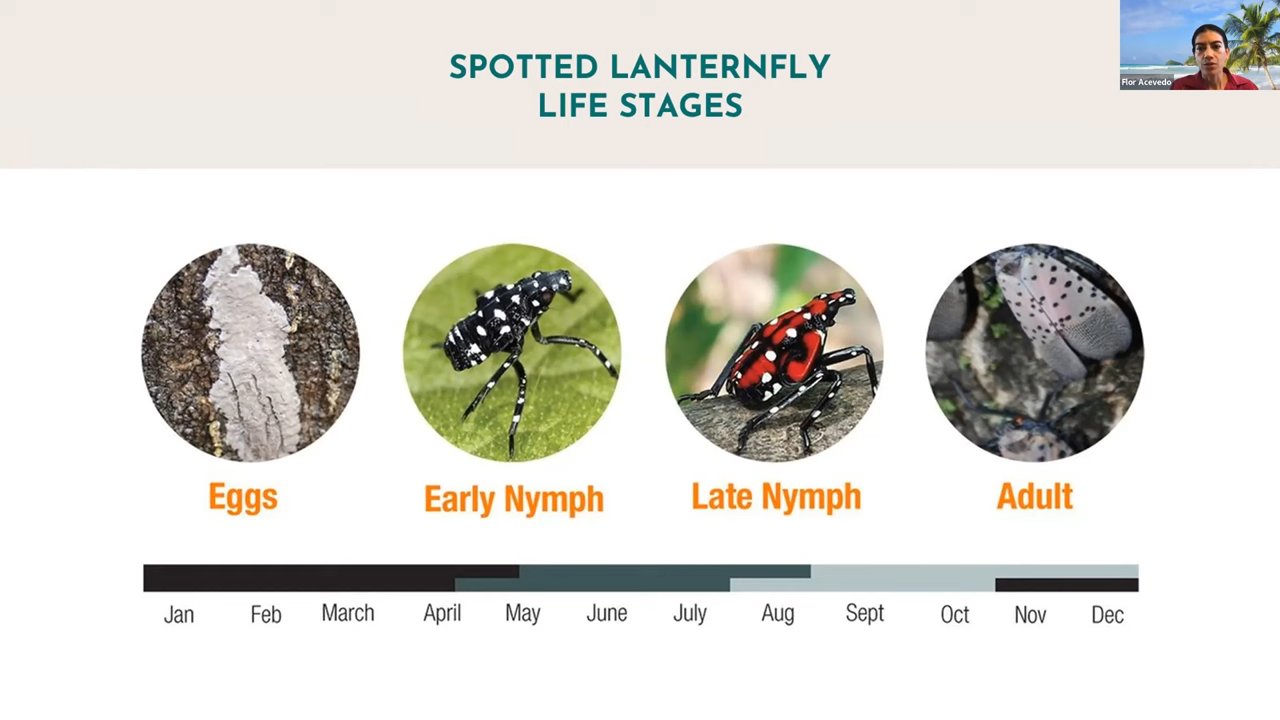 SPOTTED LANTERNFLY
LIFE STAGES
Flor Acevedo
Eggs
Early Nymph
Late Nymph
Adult
Jan
Feb
March
April
May
June
July
Aug
Sept
Oct
Nov
Dec